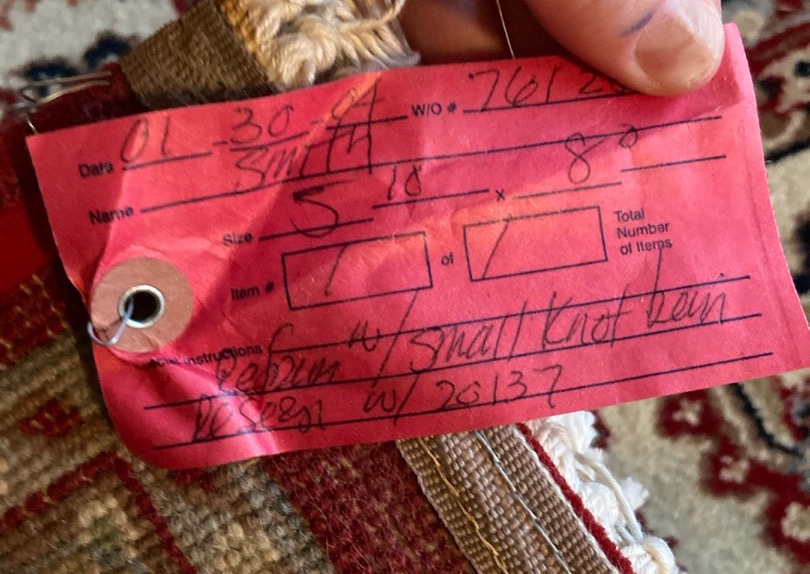 Date 01 - 30 - 04 W/O # 7612
Name Smith
Size 5 10 x 8 0
Item # 1 of 1 Total Number of Items
Instructions
w/ small knot
w/ 20137